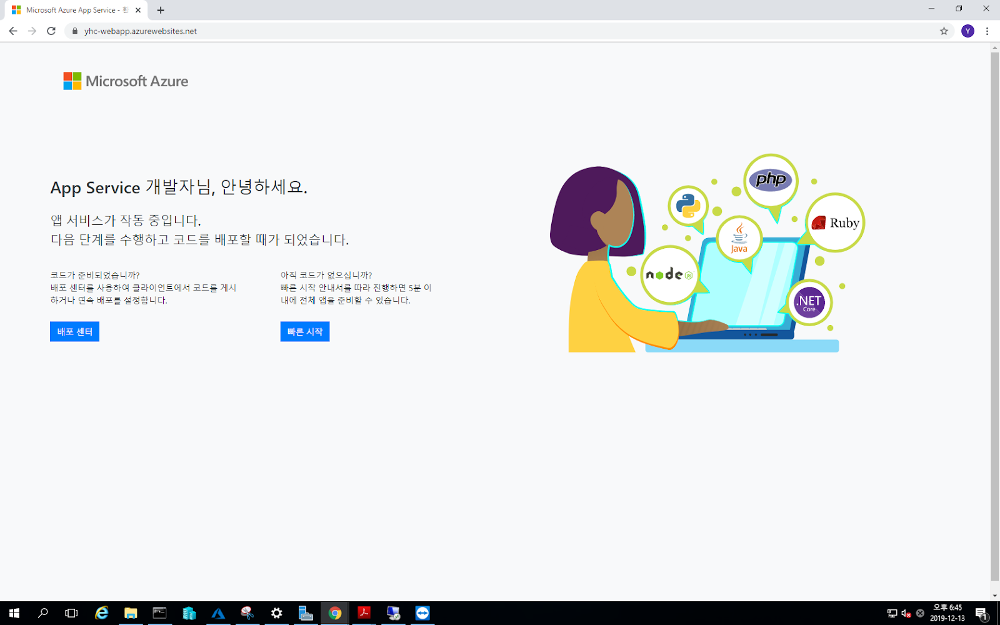 Microsoft Azure App Service - 환
yhc-webapp.azurewebsites.net
Y
Microsoft Azure
App Service 개발자님, 안녕하세요.
앱 서비스가 작동 중입니다.
다음 단계를 수행하고 코드를 배포할 때가 되었습니다.
코드가 준비되었습니까?
배포 센터를 사용하여 클라이언트에서 코드를 게시
하거나 연속 배포를 설정합니다.
배포 센터
아직 코드가 없으십니까?
빠른 시작 안내서를 따라 진행하면 5분 이
내에 전체 앱을 준비할 수 있습니다.
빠른 시작
php
Ruby
Java
node
JS
.NET
Core
오후 6:45
2019-12-13
1